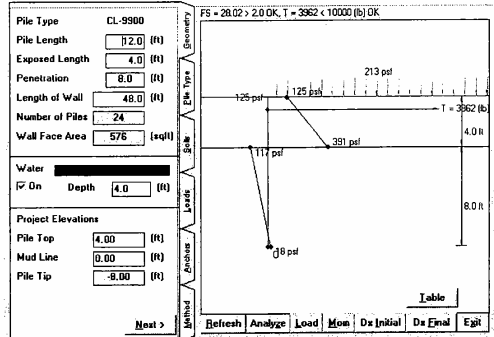 Pile Type CL-9900
Pile Length 12.0 (ft)
Exposed Length 4.0 (ft)
Penetration 8.0 (ft)
Length of Wall 48.0 (ft)
Number of Piles 24
Wall Face Area 576 (sqft)
Water
On Depth 4.0 (ft)
Project Elevations
Pile Top 4.00 (ft)
Mud Line 0.00 (ft)
Pile Tip -8.00 (ft)
Next >
Geometry
Pile Type
Soils
Loads
Anchors
Method
FS = 28.02 > 2.0 OK, T = 3962 < 10000 (lb) OK
213 psf
125 psf
125 psf
T = 3962 (lb)
4.0 ft
391 psf
117 psf
8.0 ft
18 psf
Table
Refresh Analyze Load Mom Dx Initial Dx Final Exit